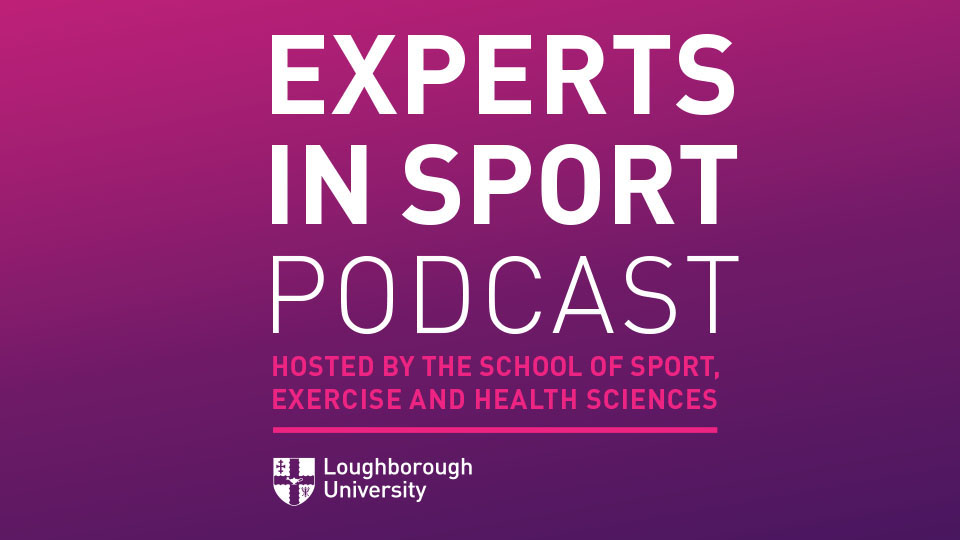 EXPERTS
IN SPORT
PODCAST
HOSTED BY THE SCHOOL OF SPORT,
EXERCISE AND HEALTH SCIENCES
Loughborough
University